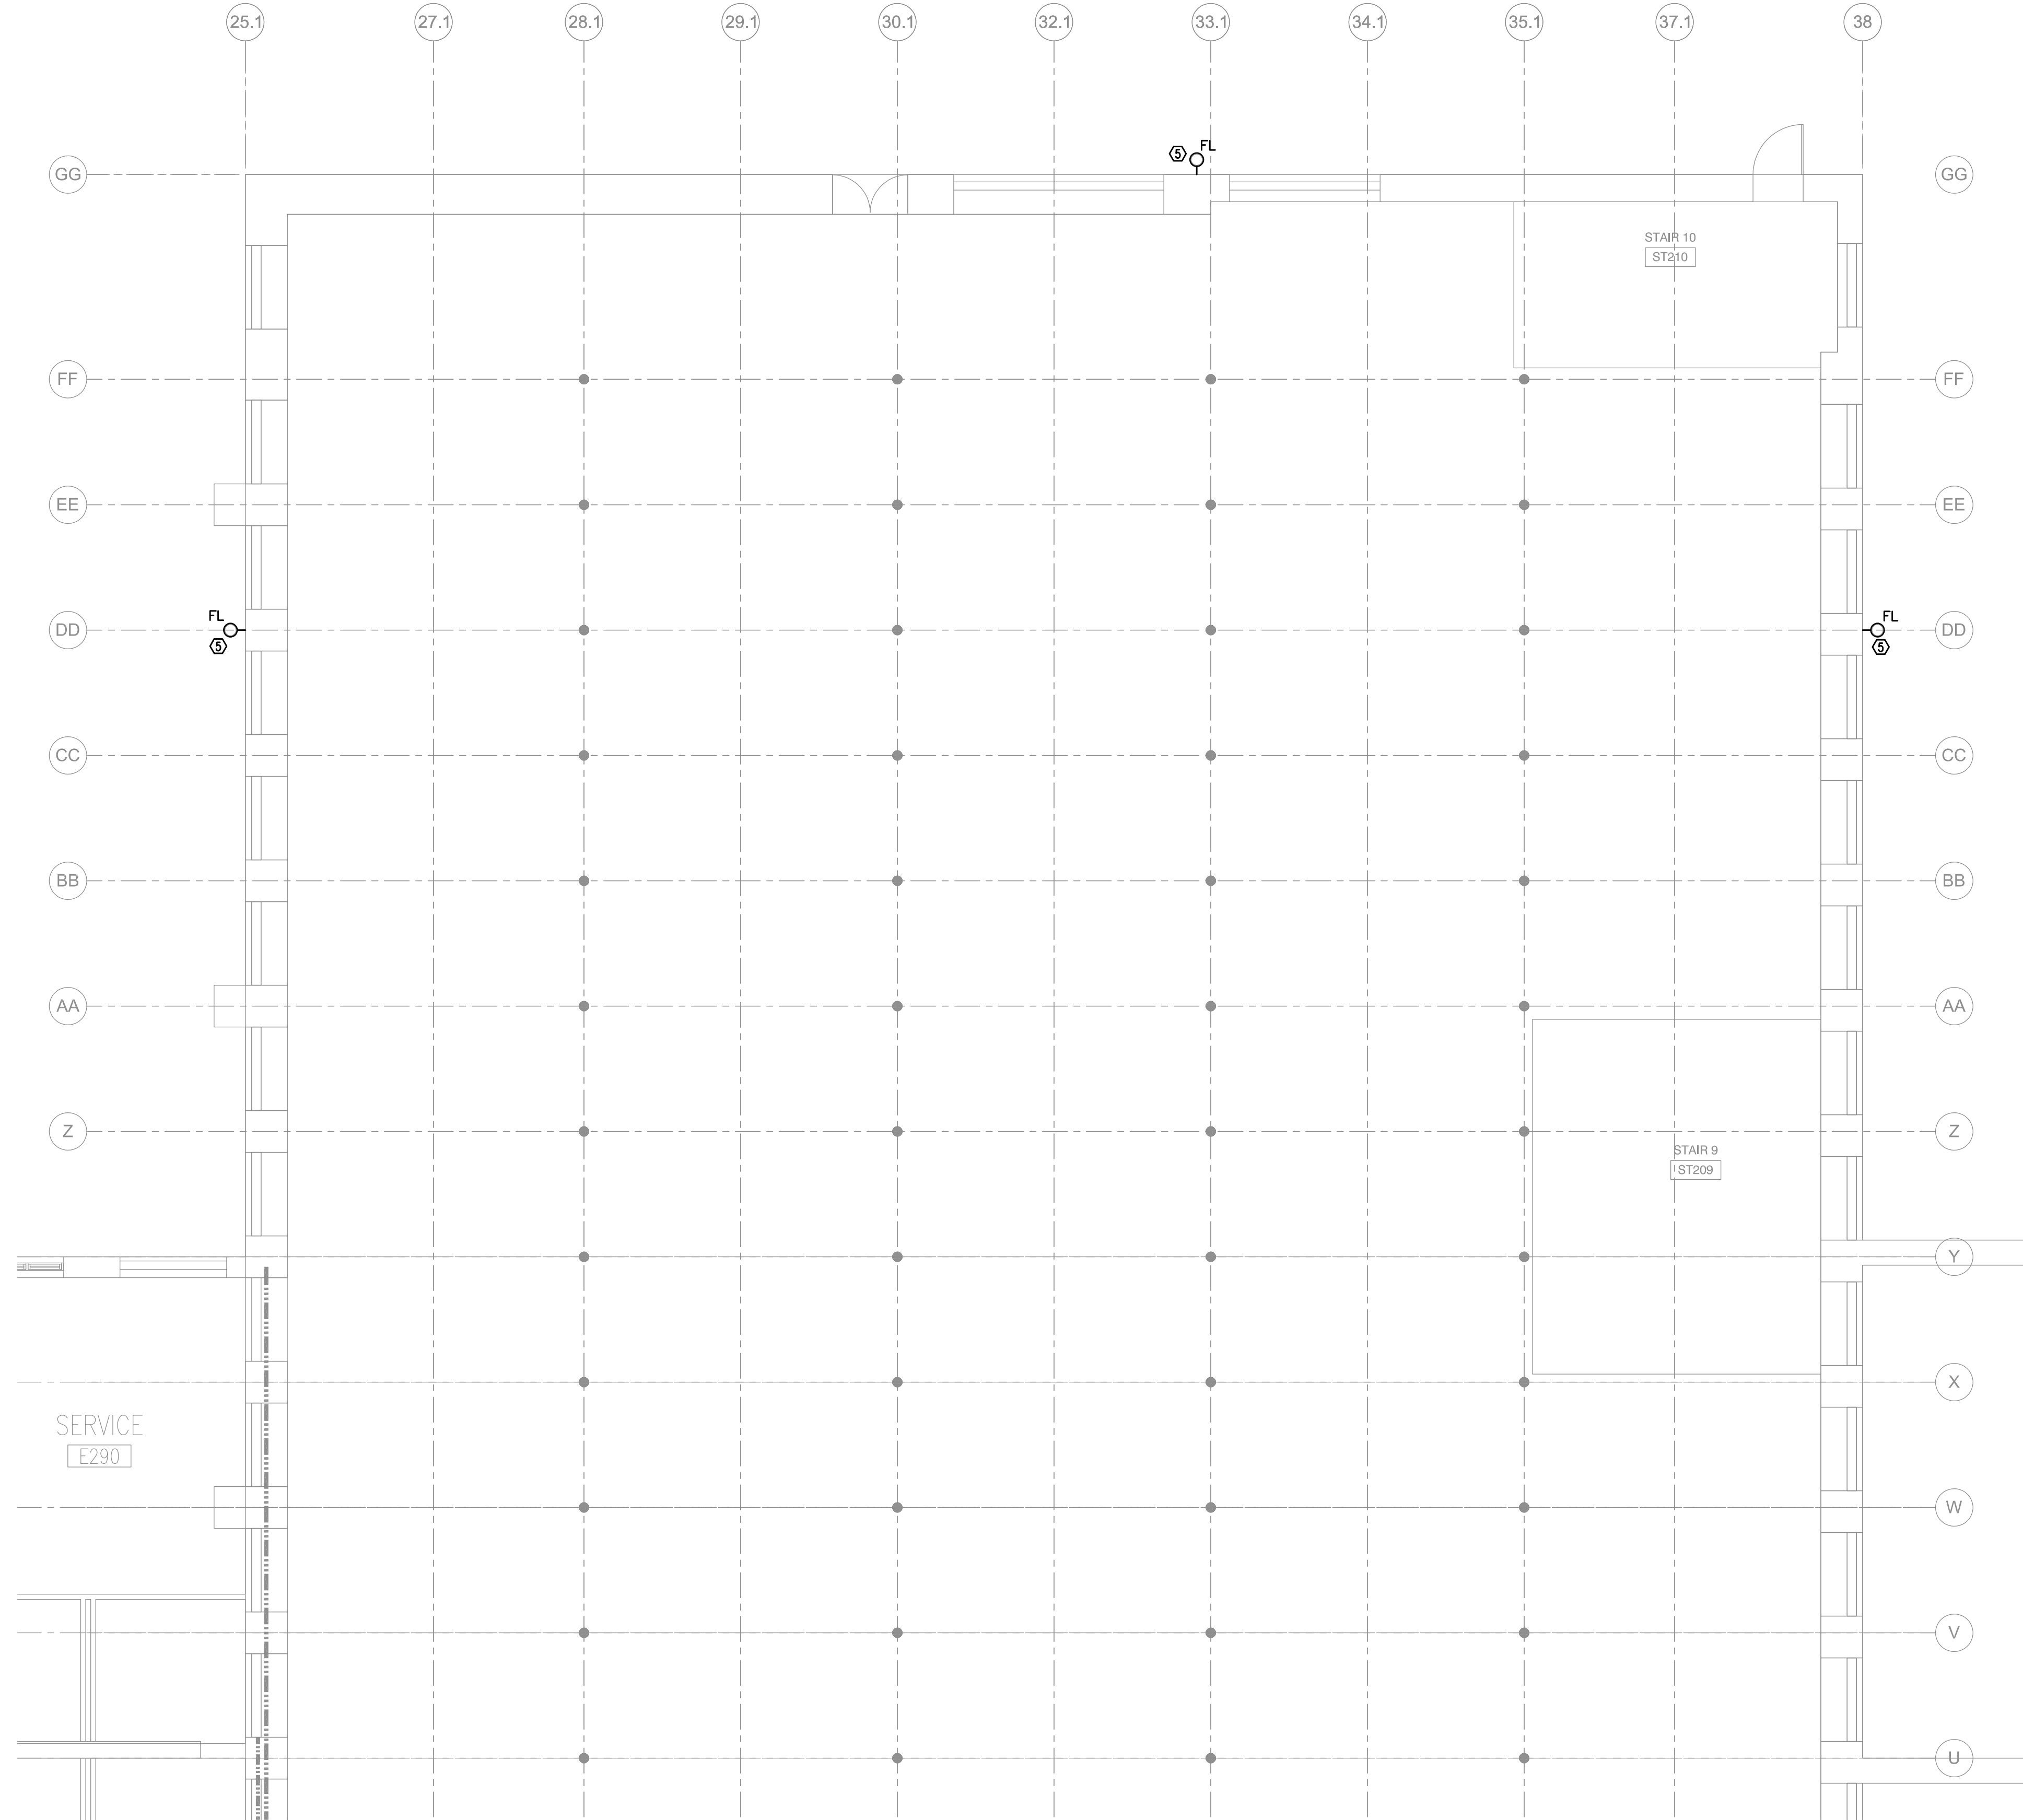 25.1 27.1 28.1 29.1 30.1 32.1 33.1 34.1 35.1 37.1 38
5 FL
GG GG
STAIR 10
ST210
FF FF
EE EE
FL FL
DD DD
5 5
CC CC
BB BB
AA AA
Z Z
STAIR 9
ST209
Y
X
SERVICE
E290
W
V
U